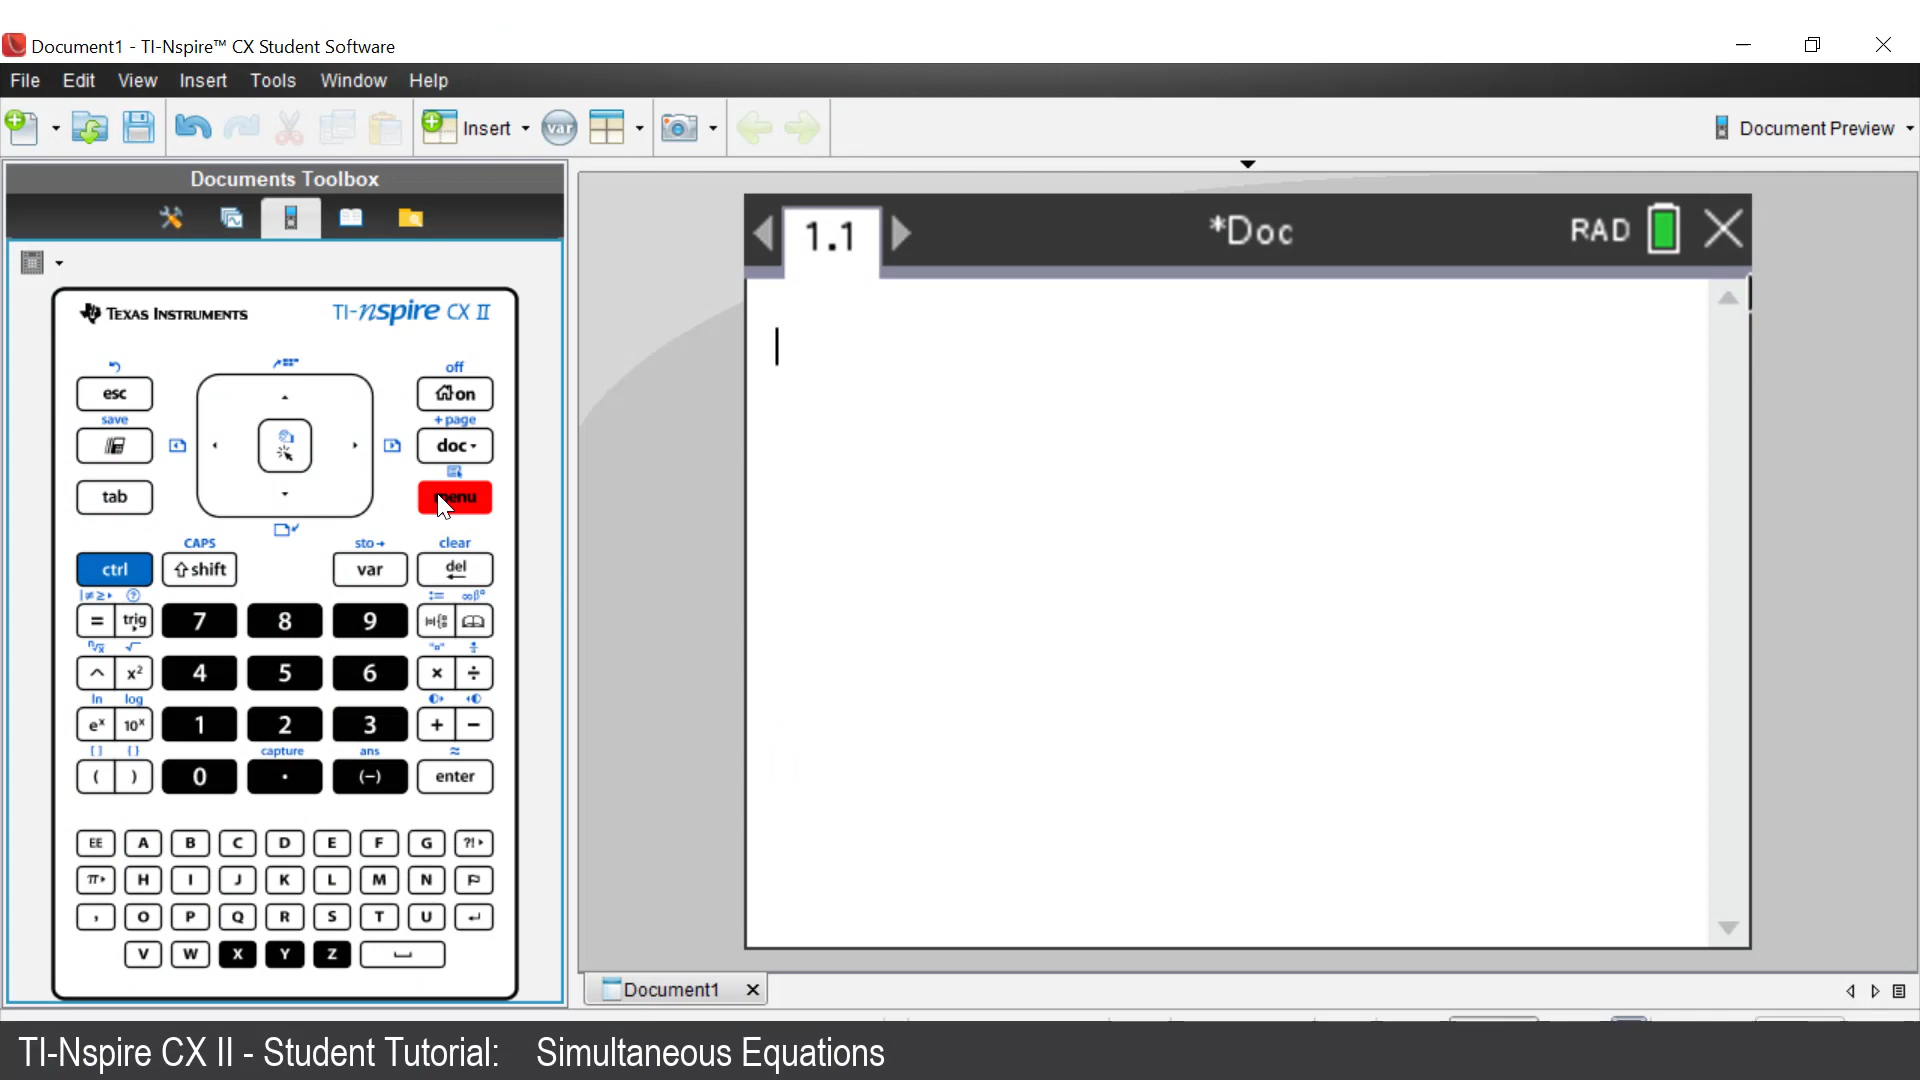 Document1 - TI-Nspire™ CX Student Software
File Edit View Insert Tools Window Help
Insert var Document Preview
Documents Toolbox
1.1 *Doc RAD
TEXAS INSTRUMENTS TI-nspire CX II
off
esc on
save + page
doc
tab menu
CAPS sto→ clear
ctrl shift var del
|≠≥▸ ? := ∞β°
= trig 7 8 9
ⁿ√x √
^ x² 4 5 6 × ÷
ln log
eˣ 10ˣ 1 2 3 + −
[ ] { } capture ans ≈
( ) 0 . (−) enter
EE A B C D E F G ?!▸
π▸ H I J K L M N
, O P Q R S T U
V W X Y Z
Document1
TI-Nspire CX II - Student Tutorial: Simultaneous Equations